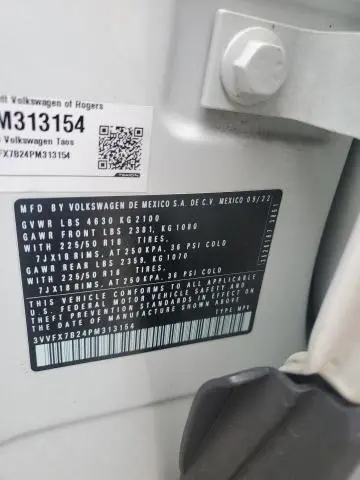 Volkswagen of Rogers
M313154
Volkswagen Taos
FX7B24PM313154
MFD BY VOLKSWAGEN DE MEXICO S.A. DE C.V. MEXICO 09/22
GVWR LBS 4630 KG 2100
GAWR FRONT LBS 2381, KG 1080
WITH 225/50 R18 TIRES,
7JX18 RIMS, AT 250 KPA, 36 PSI COLD
GAWR REAR LBS 2359, KG 1070
WITH 225/50 R18 TIRES,
7JX18 RIMS, AT 250 KPA, 36 PSI COLD
THIS VEHICLE CONFORMS TO ALL APPLICABLE
U.S. FEDERAL MOTOR VEHICLE SAFETY AND
THEFT PREVENTION STANDARDS IN EFFECT ON
THE DATE OF MANUFACTURE SHOWN ABOVE.
3VVFX7B24PM313154 TYPE: MPV